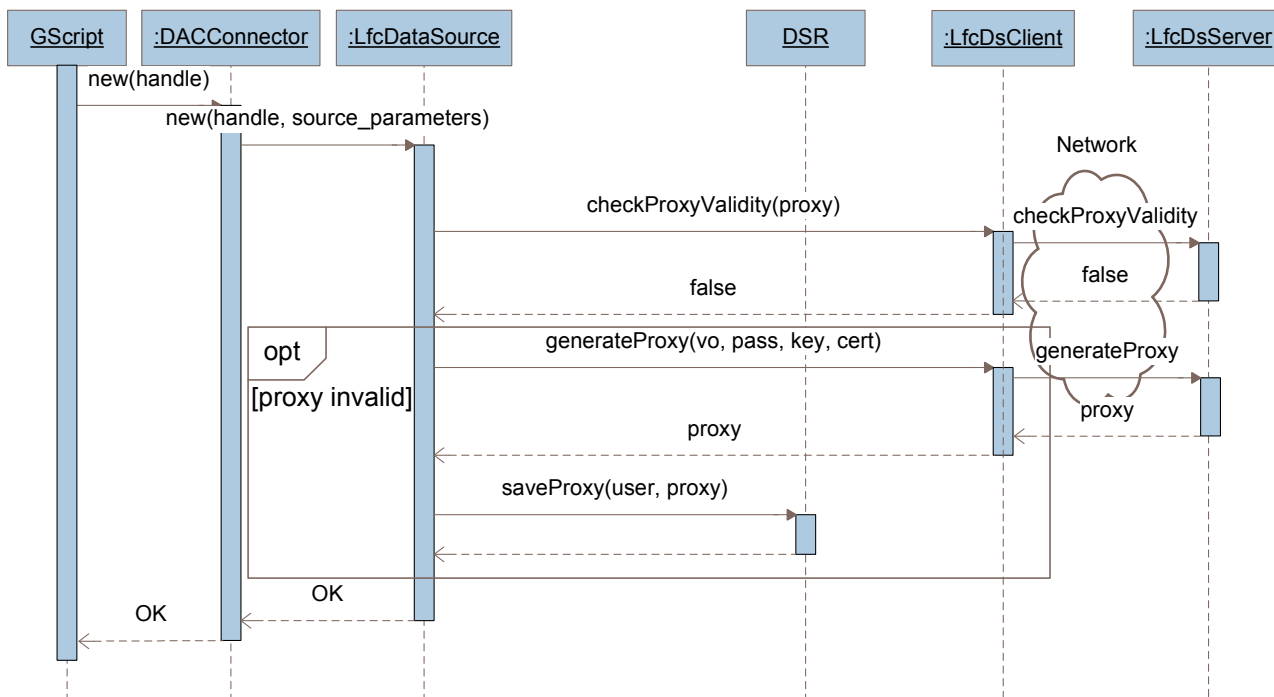 GScript
:DACConnector
:LfcDataSource
DSR
:LfcDsClient
:LfcDsServer
new(handle)
new(handle, source_parameters)
Network
checkProxyValidity(proxy)
checkProxyValidity
false
false
opt
generateProxy(vo, pass, key, cert)
generateProxy
[proxy invalid]
proxy
proxy
saveProxy(user, proxy)
OK
OK